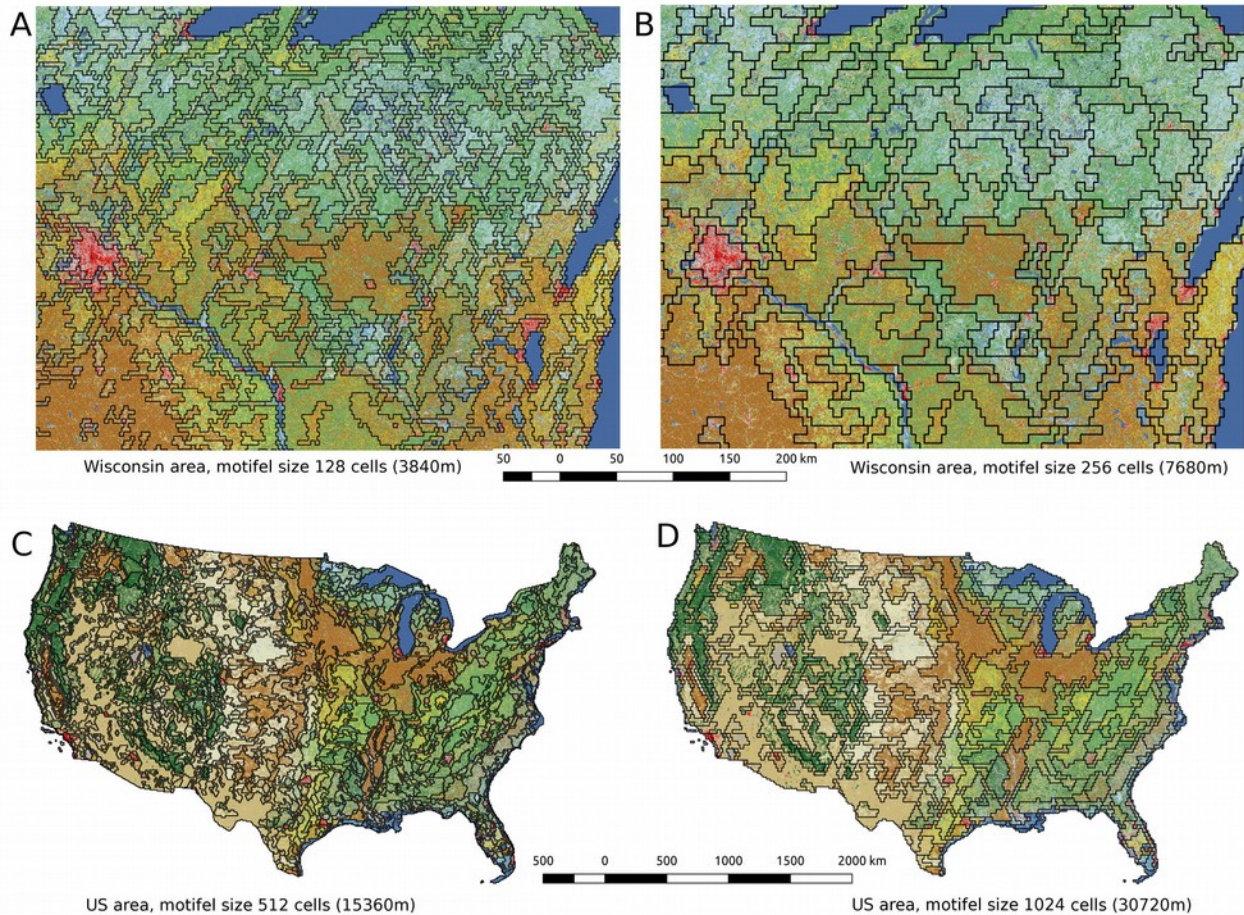 A
B
Wisconsin area, motifel size 128 cells (3840m)
50 0 50 100 150 200 km
Wisconsin area, motifel size 256 cells (7680m)
C
D
500 0 500 1000 1500 2000 km
US area, motifel size 512 cells (15360m)
US area, motifel size 1024 cells (30720m)